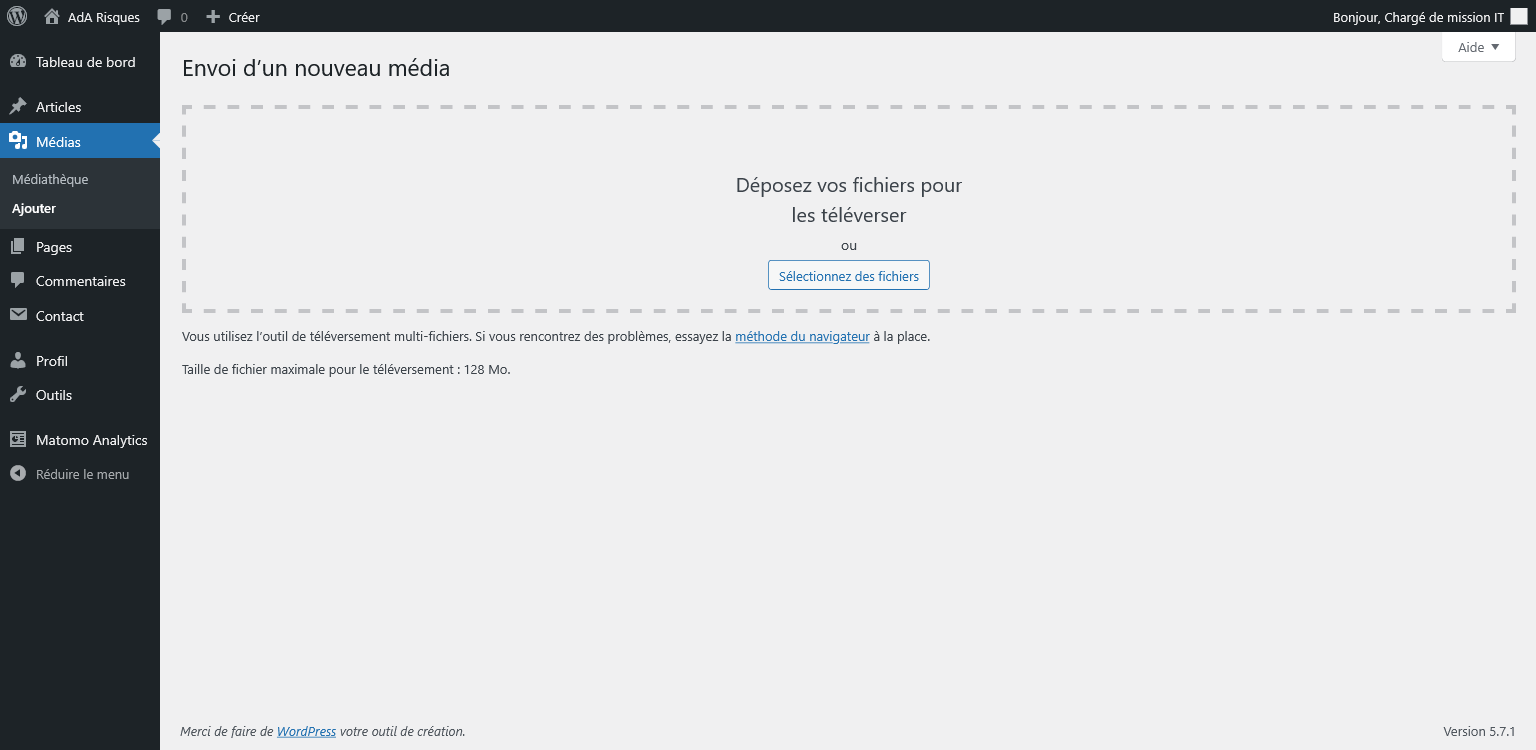 AdA Risques
0
Créer
Bonjour, Chargé de mission IT
Tableau de bord
Articles
Médias
Médiathèque
Ajouter
Pages
Commentaires
Contact
Profil
Outils
Matomo Analytics
Réduire le menu
Aide
Envoi d’un nouveau média
Déposez vos fichiers pour
les téléverser
ou
Sélectionnez des fichiers
Vous utilisez l’outil de téléversement multi-fichiers. Si vous rencontrez des problèmes, essayez la méthode du navigateur à la place.
Taille de fichier maximale pour le téléversement : 128 Mo.
Merci de faire de WordPress votre outil de création.
Version 5.7.1